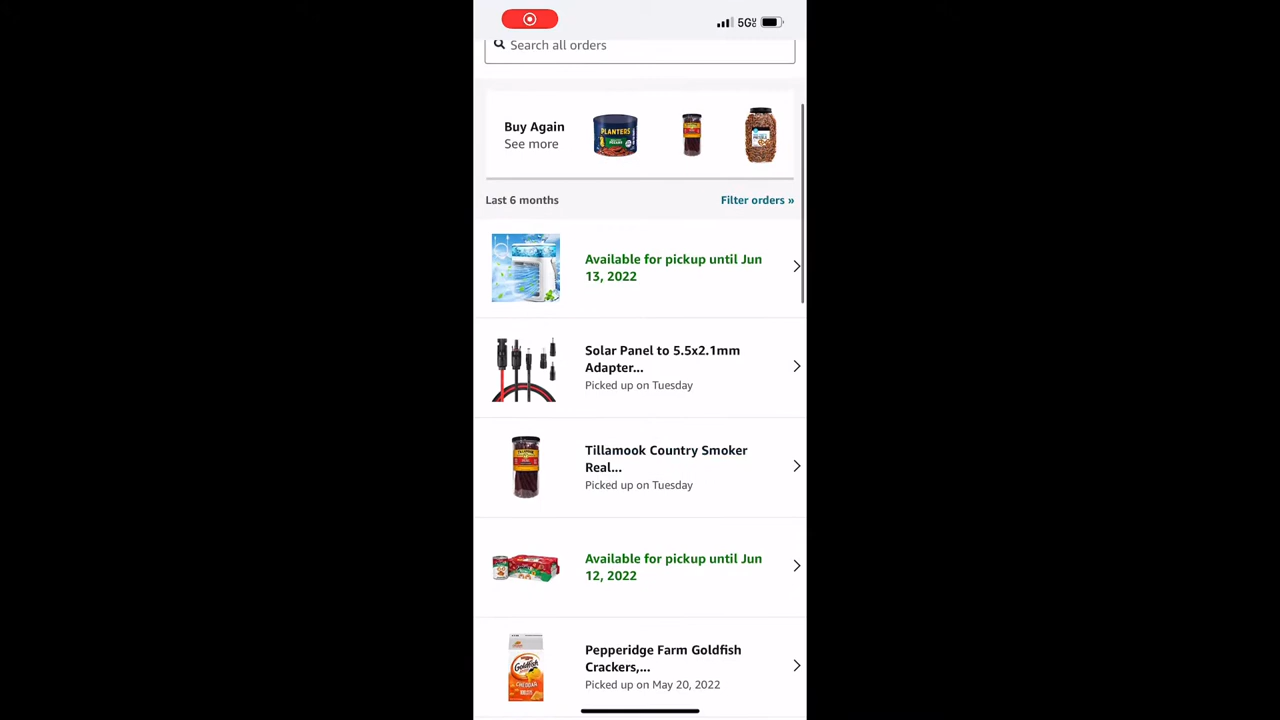 5G
Search all orders
Buy Again
See more
PLANTERS
Last 6 months
Filter orders »
Available for pickup until Jun
13, 2022
Solar Panel to 5.5x2.1mm
Adapter...
Picked up on Tuesday
Tillamook Country Smoker
Real...
Picked up on Tuesday
Available for pickup until Jun
12, 2022
Pepperidge Farm Goldfish
Crackers,...
Picked up on May 20, 2022
Goldfish
CHEDDAR